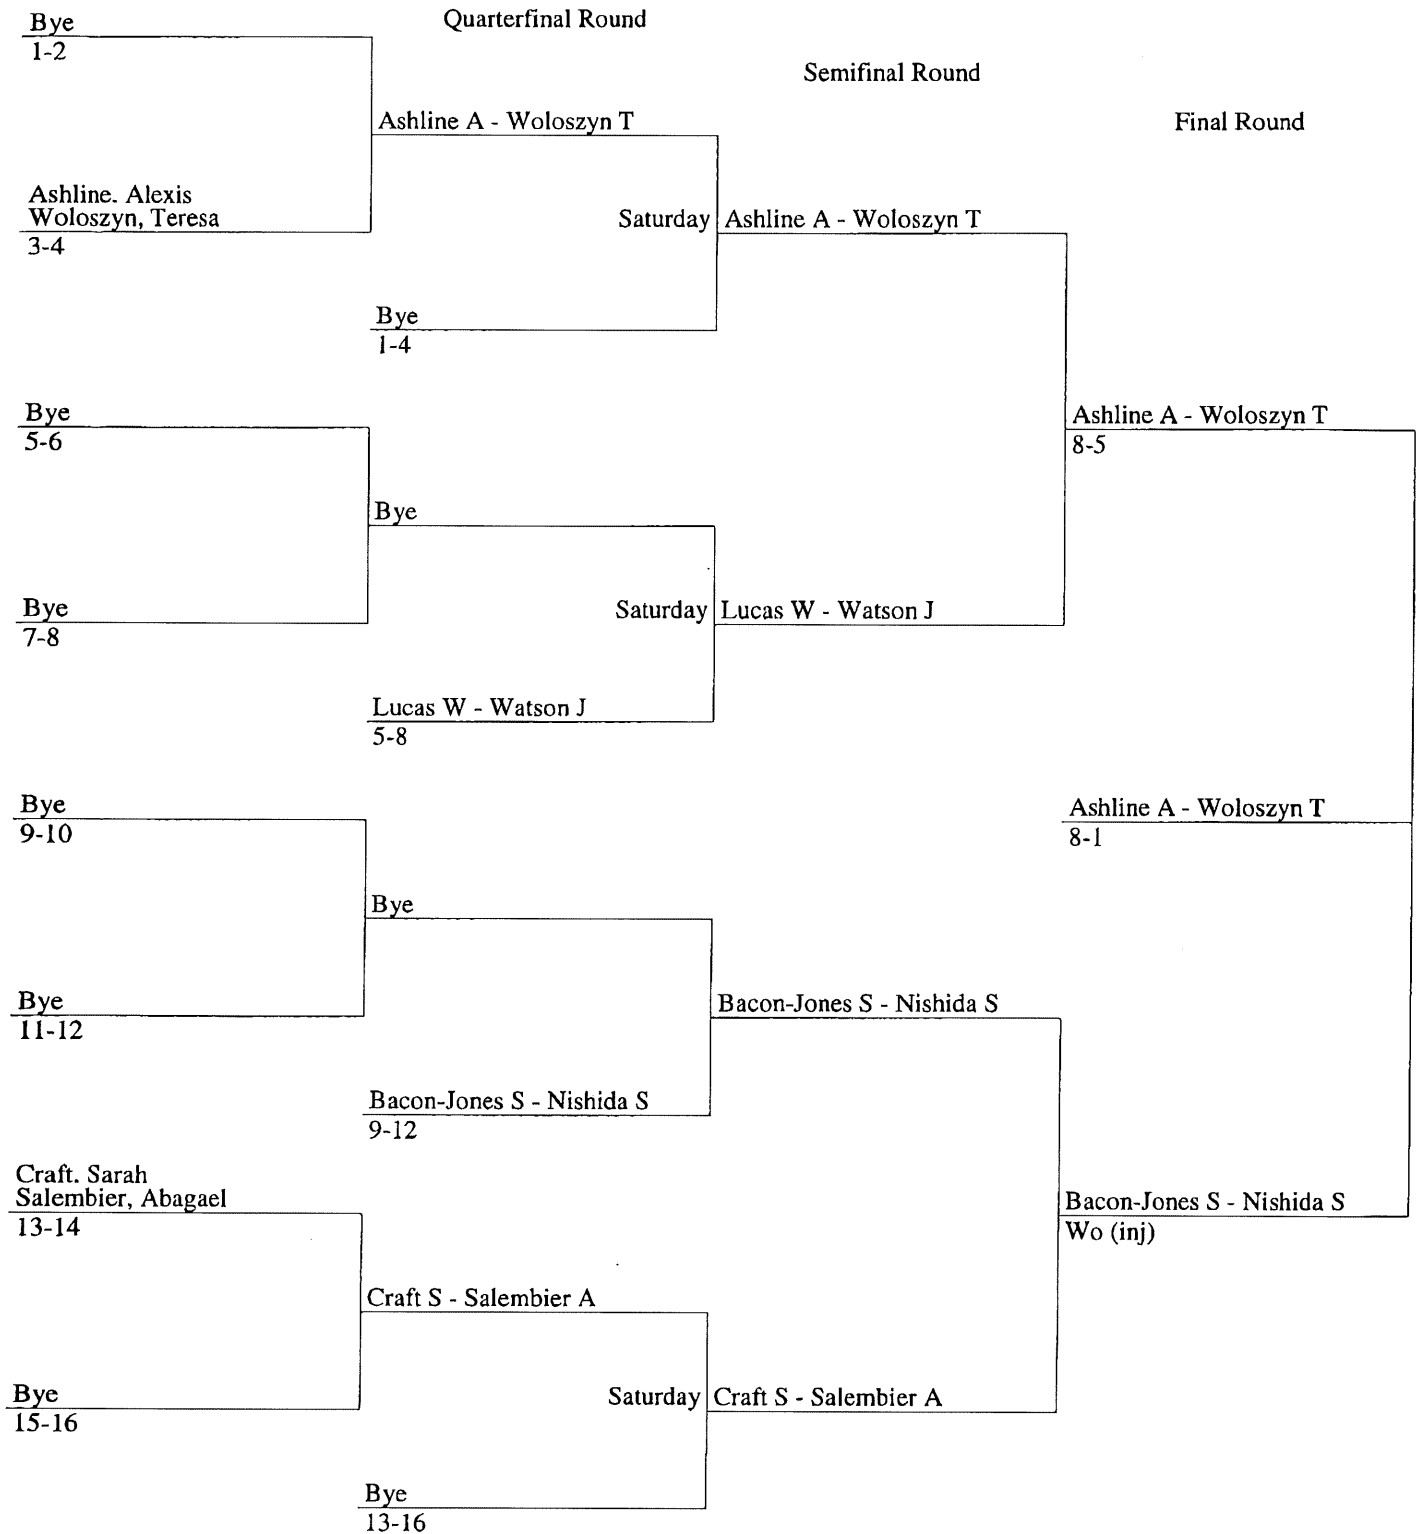 Bye
Quarterfinal Round
1-2
Semifinal Round
Ashline A - Woloszyn T
Final Round
Ashline. Alexis
Woloszyn, Teresa
Saturday
Ashline A - Woloszyn T
3-4
Bye
1-4
Bye
5-6
Ashline A - Woloszyn T
8-5
Bye
Bye
7-8
Saturday
Lucas W - Watson J
Lucas W - Watson J
5-8
Bye
9-10
Ashline A - Woloszyn T
8-1
Bye
Bye
11-12
Bacon-Jones S - Nishida S
Bacon-Jones S - Nishida S
9-12
Craft. Sarah
Salembier, Abagael
13-14
Bacon-Jones S - Nishida S
Wo (inj)
Craft S - Salembier A
Bye
15-16
Saturday
Craft S - Salembier A
Bye
13-16